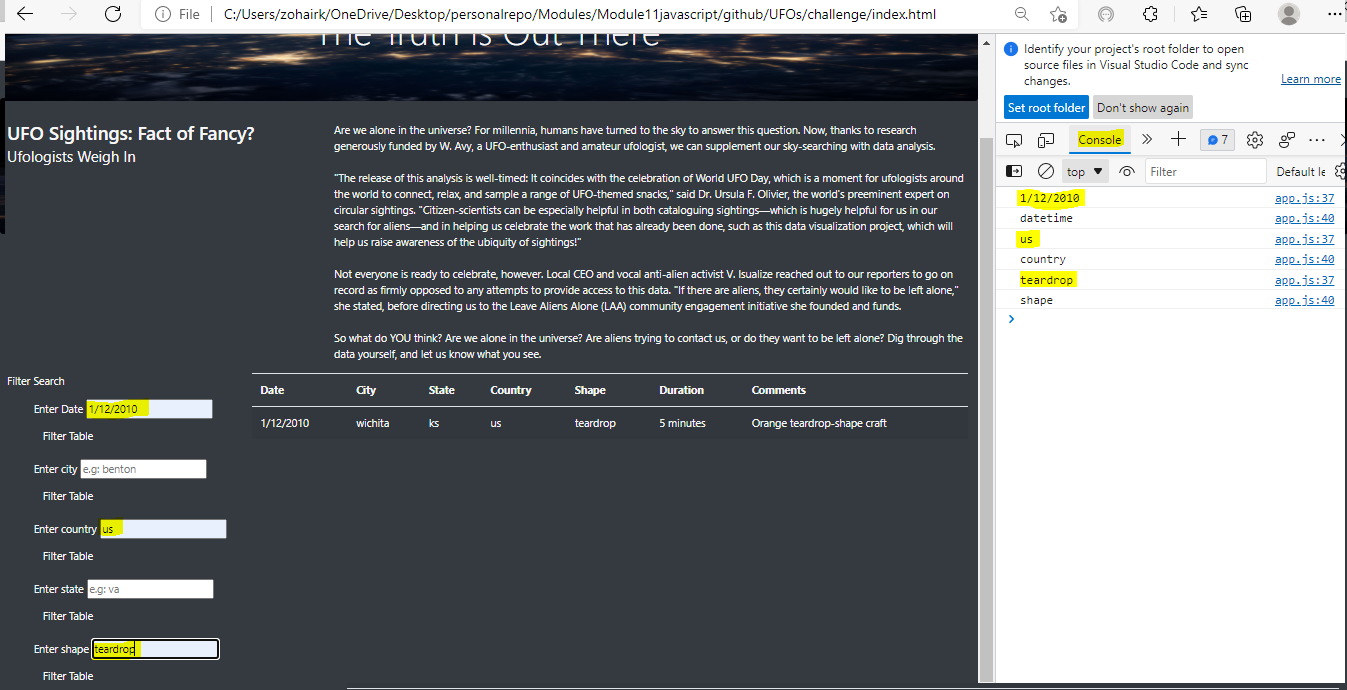 File
C:/Users/zohairk/OneDrive/Desktop/personalrepo/Modules/Module11javascript/github/UFOs/challenge/index.html
The Truth Is Out There
UFO Sightings: Fact of Fancy?
Ufologists Weigh In
Are we alone in the universe? For millennia, humans have turned to the sky to answer this question. Now, thanks to research
generously funded by W. Avy, a UFO-enthusiast and amateur ufologist, we can supplement our sky-searching with data analysis.
"The release of this analysis is well-timed: It coincides with the celebration of World UFO Day, which is a moment for ufologists around
the world to connect, relax, and sample a range of UFO-themed snacks," said Dr. Ursula F. Olivier, the world's preeminent expert on
circular sightings. "Citizen-scientists can be especially helpful in both cataloguing sightings—which is hugely helpful for us in our
search for aliens—and in helping us celebrate the work that has already been done, such as this data visualization project, which will
help us raise awareness of the ubiquity of sightings!"
Not everyone is ready to celebrate, however. Local CEO and vocal anti-alien activist V. Isualize reached out to our reporters to go on
record as firmly opposed to any attempts to provide access to this data. "If there are aliens, they certainly would like to be left alone,"
she stated, before directing us to the Leave Aliens Alone (LAA) community engagement initiative she founded and funds.
So what do YOU think? Are we alone in the universe? Are aliens trying to contact us, or do they want to be left alone? Dig through the
data yourself, and let us know what you see.
Filter Search
Enter Date 1/12/2010
Filter Table
Enter city e.g: benton
Filter Table
Enter country us
Filter Table
Enter state e.g: va
Filter Table
Enter shape teardrop
Filter Table
Date City State Country Shape Duration Comments
1/12/2010 wichita ks us teardrop 5 minutes Orange teardrop-shape craft
Identify your project's root folder to open
source files in Visual Studio Code and sync
changes.
Learn more
Set root folder Don't show again
Console 7
top Filter Default le
1/12/2010 app.js:37
datetime app.js:40
us app.js:37
country app.js:40
teardrop app.js:37
shape app.js:40